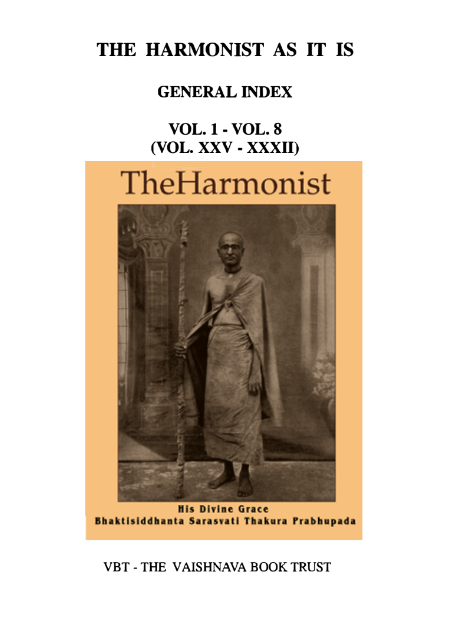 THE HARMONIST AS IT IS
GENERAL INDEX
VOL. 1 - VOL. 8
(VOL. XXV - XXXII)
TheHarmonist
His Divine Grace
Bhaktisiddhanta Sarasvati Thakura Prabhupada
VBT - THE VAISHNAVA BOOK TRUST